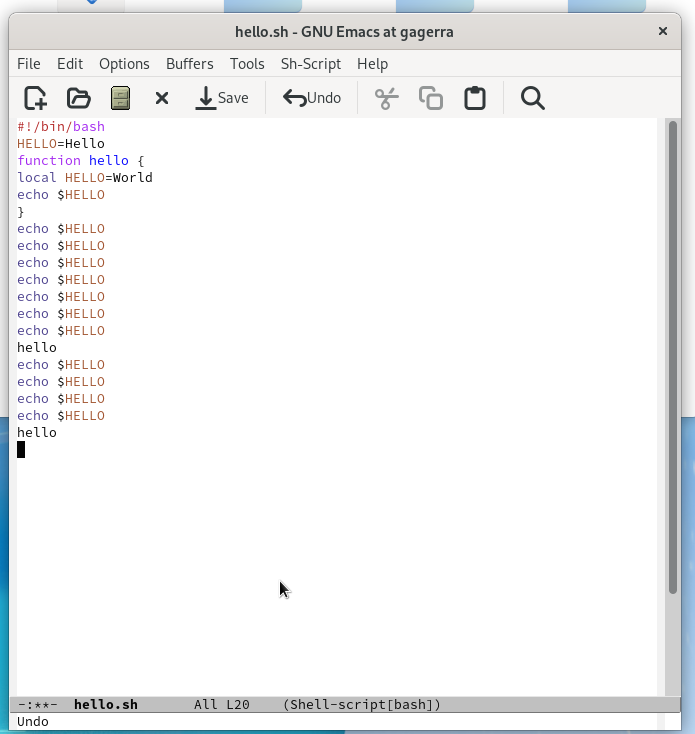 hello.sh - GNU Emacs at gagerra
File Edit Options Buffers Tools Sh-Script Help
Save Undo
#!/bin/bash
HELLO=Hello
function hello {
local HELLO=World
echo $HELLO
}
echo $HELLO
echo $HELLO
echo $HELLO
echo $HELLO
echo $HELLO
echo $HELLO
echo $HELLO
hello
echo $HELLO
echo $HELLO
echo $HELLO
echo $HELLO
hello
-:**- hello.sh All L20 (Shell-script[bash])
Undo